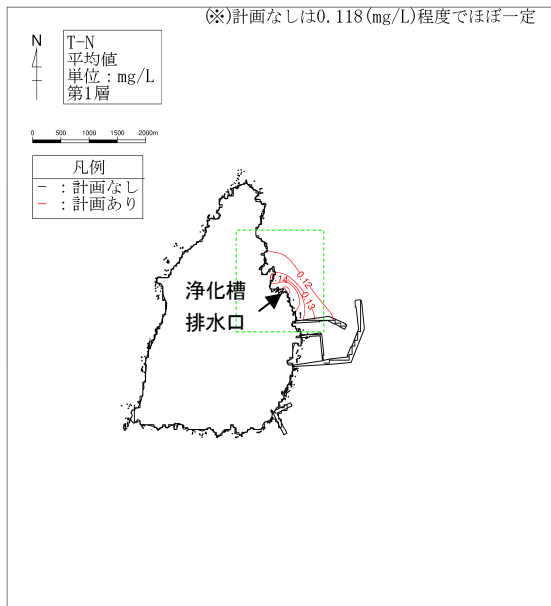 (※)計画なしは0.118(mg/L)程度でほぼ一定
N
T-N
平均値
単位：mg/L
第1層
0 500 1000 1500 2000m
凡例
－ ：計画なし
－ ：計画あり
0.12
0.14
0.13
浄化槽
排水口